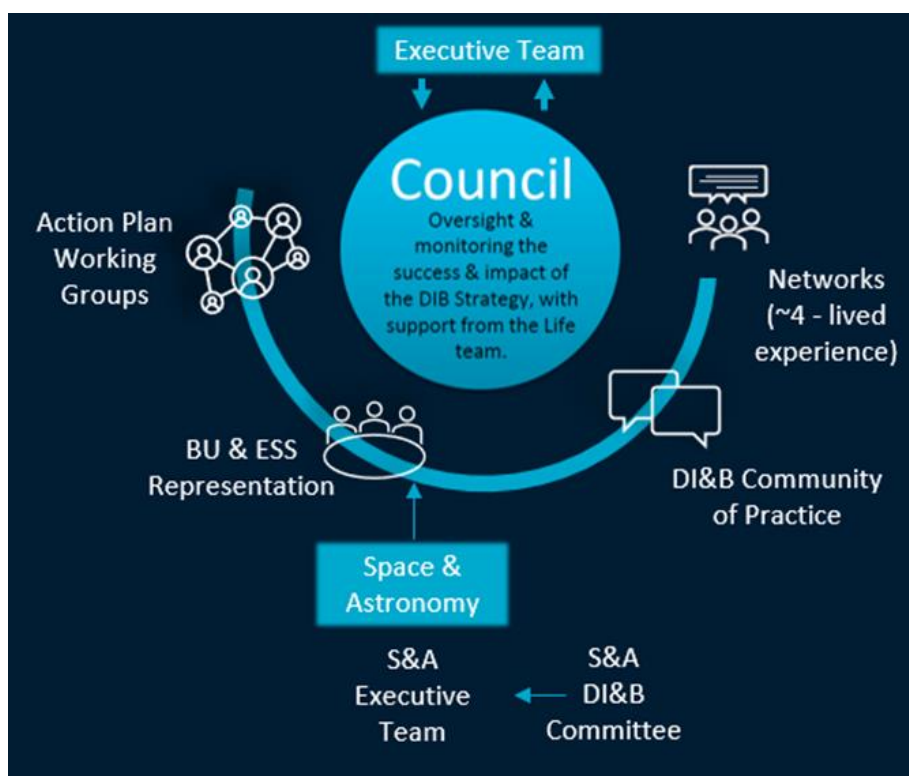 Executive Team
Council
Oversight &
monitoring the
success & impact of
the DIB Strategy, with
support from the Life
team.
Action Plan
Working
Groups
Networks
(~4 - lived
experience)
BU & ESS
Representation
DI&B Community
of Practice
Space &
Astronomy
S&A
Executive
Team
S&A
DI&B
Committee